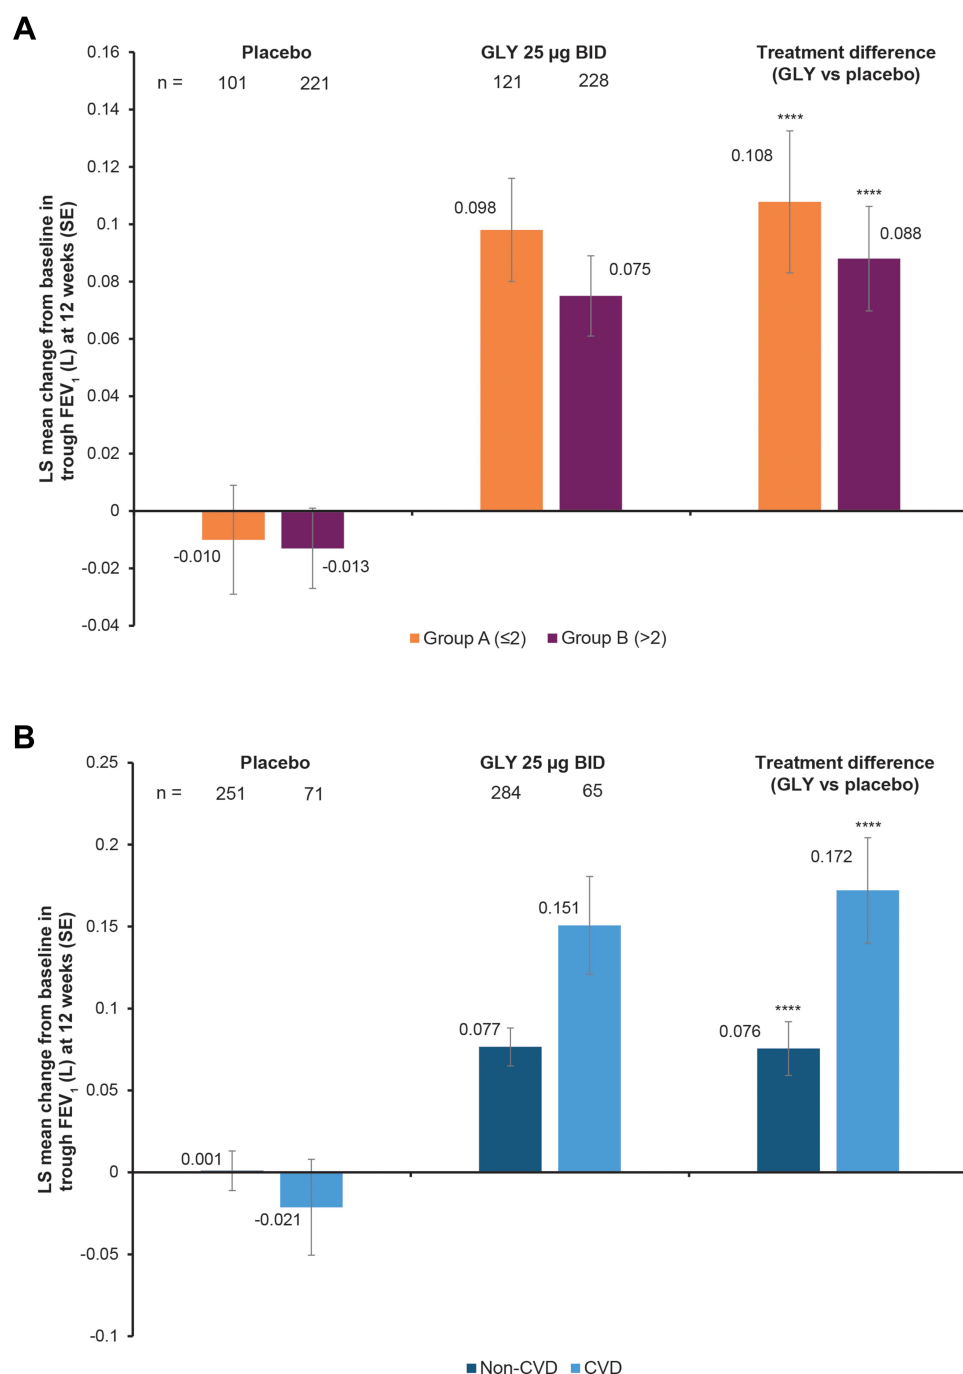 A
Placebo GLY 25 µg BID Treatment difference
(GLY vs placebo)
n = 101 221 121 228
LS mean change from baseline in
trough FEV1 (L) at 12 weeks (SE)
0.16
0.14
0.12
0.1
0.08
0.06
0.04
0.02
0
-0.02
-0.04
-0.010
-0.013
0.098
0.075
****
0.108
****
0.088
Group A (≤2) Group B (>2)
B
Placebo GLY 25 µg BID Treatment difference
(GLY vs placebo)
n = 251 71 284 65
LS mean change from baseline in
trough FEV1 (L) at 12 weeks (SE)
0.25
0.2
0.15
0.1
0.05
0
-0.05
-0.1
0.001
-0.021
0.077
0.151
****
0.076
****
0.172
Non-CVD CVD